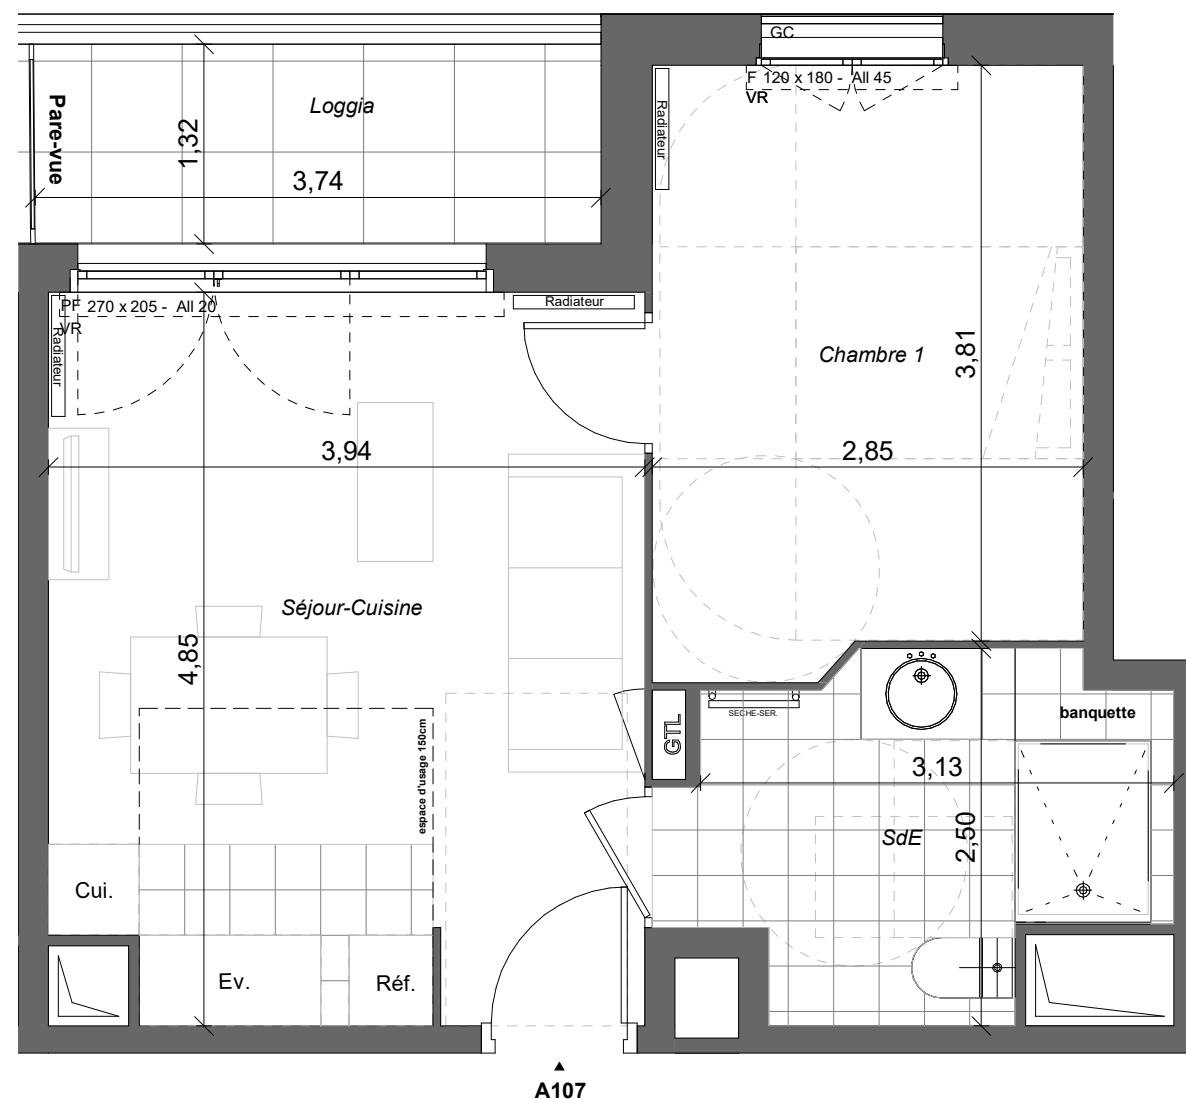 GC
F 120 x 180 - All 45
VR
Radiateur
Loggia
Pare-vue
1,32
3,74
PF 270 x 205 - All 20
VR
Radiateur
Radiateur
Chambre 1
3,81
3,94
2,85
Séjour-Cuisine
4,85
espace d'usage 150cm
GTL
SECHE-SER.
banquette
3,13
SdE
2,50
Cui.
Ev.
Réf.
A107